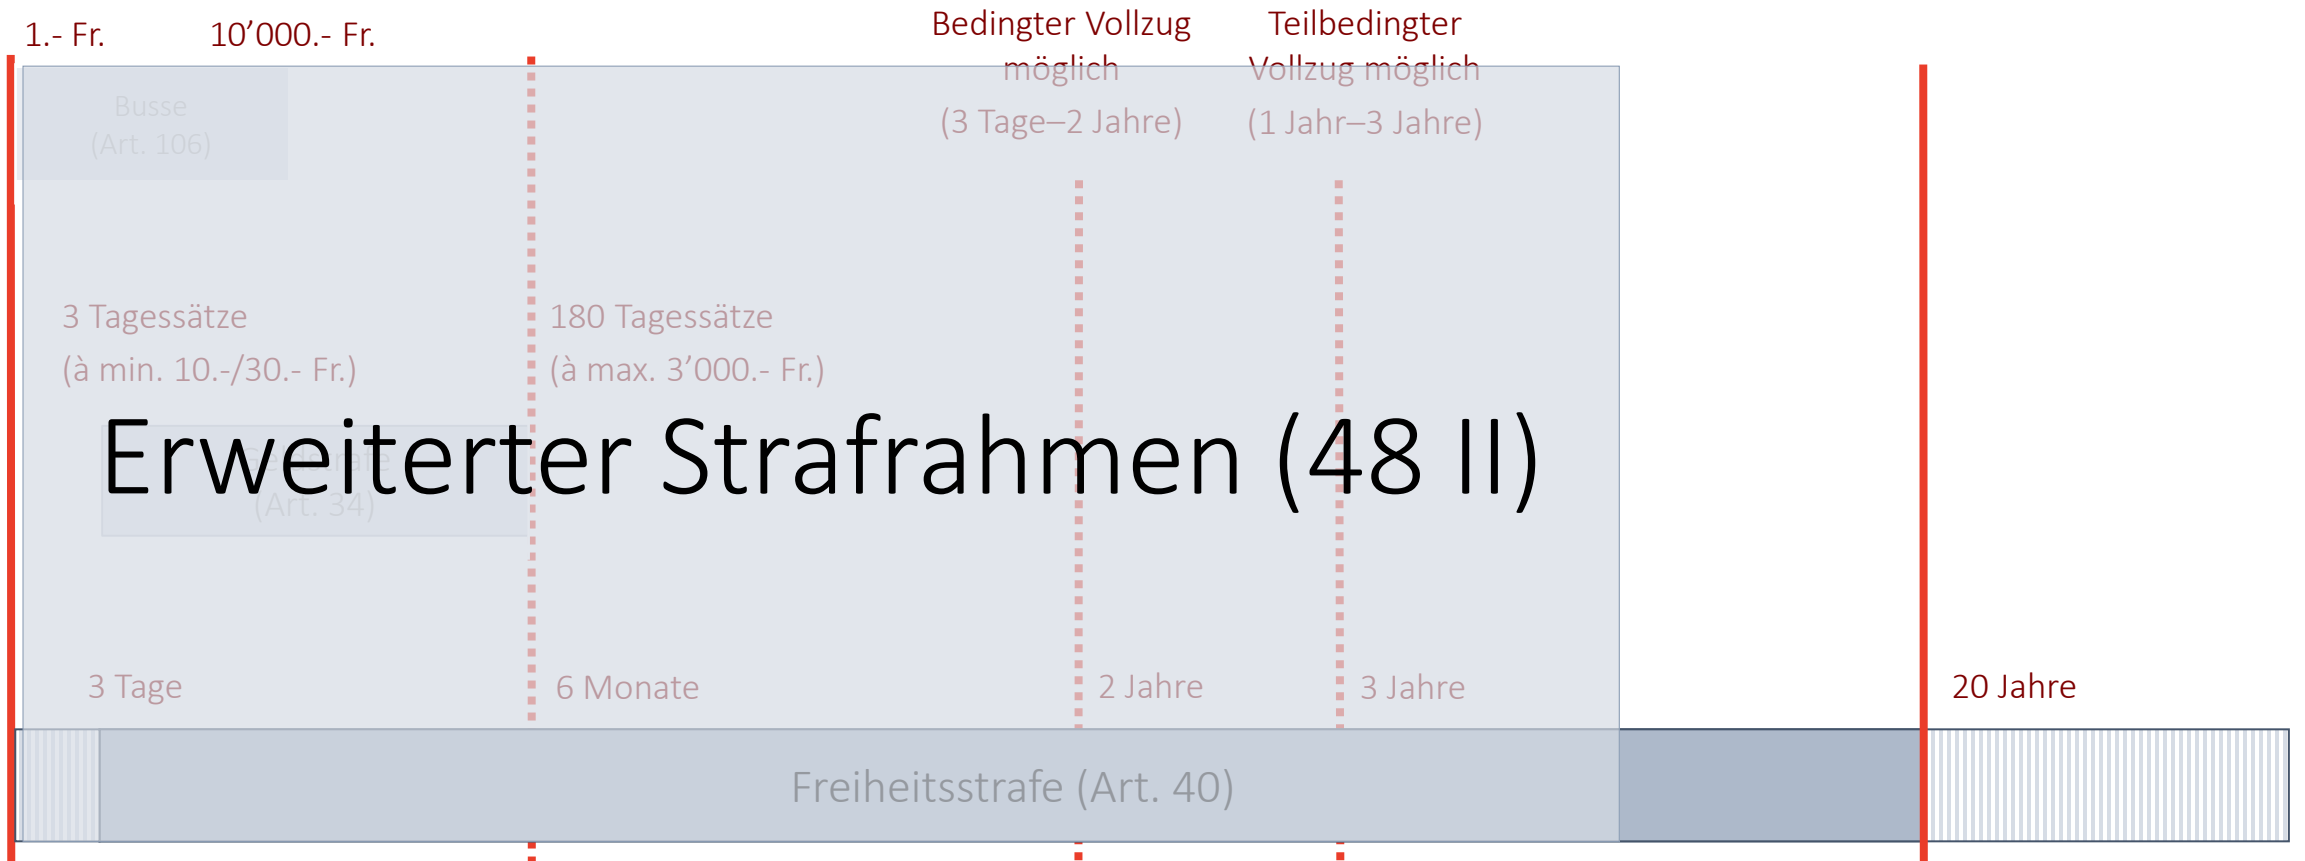 1.- Fr.
10’000.- Fr.
Bedingter Vollzug
möglich
(3 Tage–2 Jahre)
Teilbedingter
Vollzug möglich
(1 Jahr–3 Jahre)
Busse
(Art. 106)
3 Tagessätze
(à min. 10.-/30.- Fr.)
180 Tagessätze
(à max. 3’000.- Fr.)
Erweiterter Strafrahmen (48 II)
Geldstrafe
(Art. 34)
3 Tage
6 Monate
2 Jahre
3 Jahre
20 Jahre
Freiheitsstrafe (Art. 40)